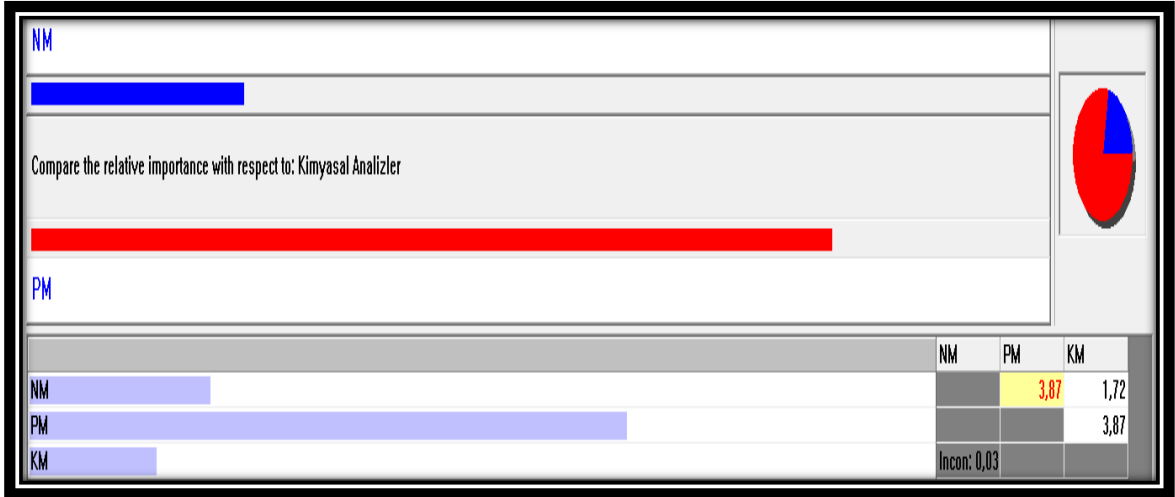 NM
Compare the relative importance with respect to: Kimyasal Analizler
PM
NM PM KM
NM 3,87 1,72
PM 3,87
KM Incon: 0,03